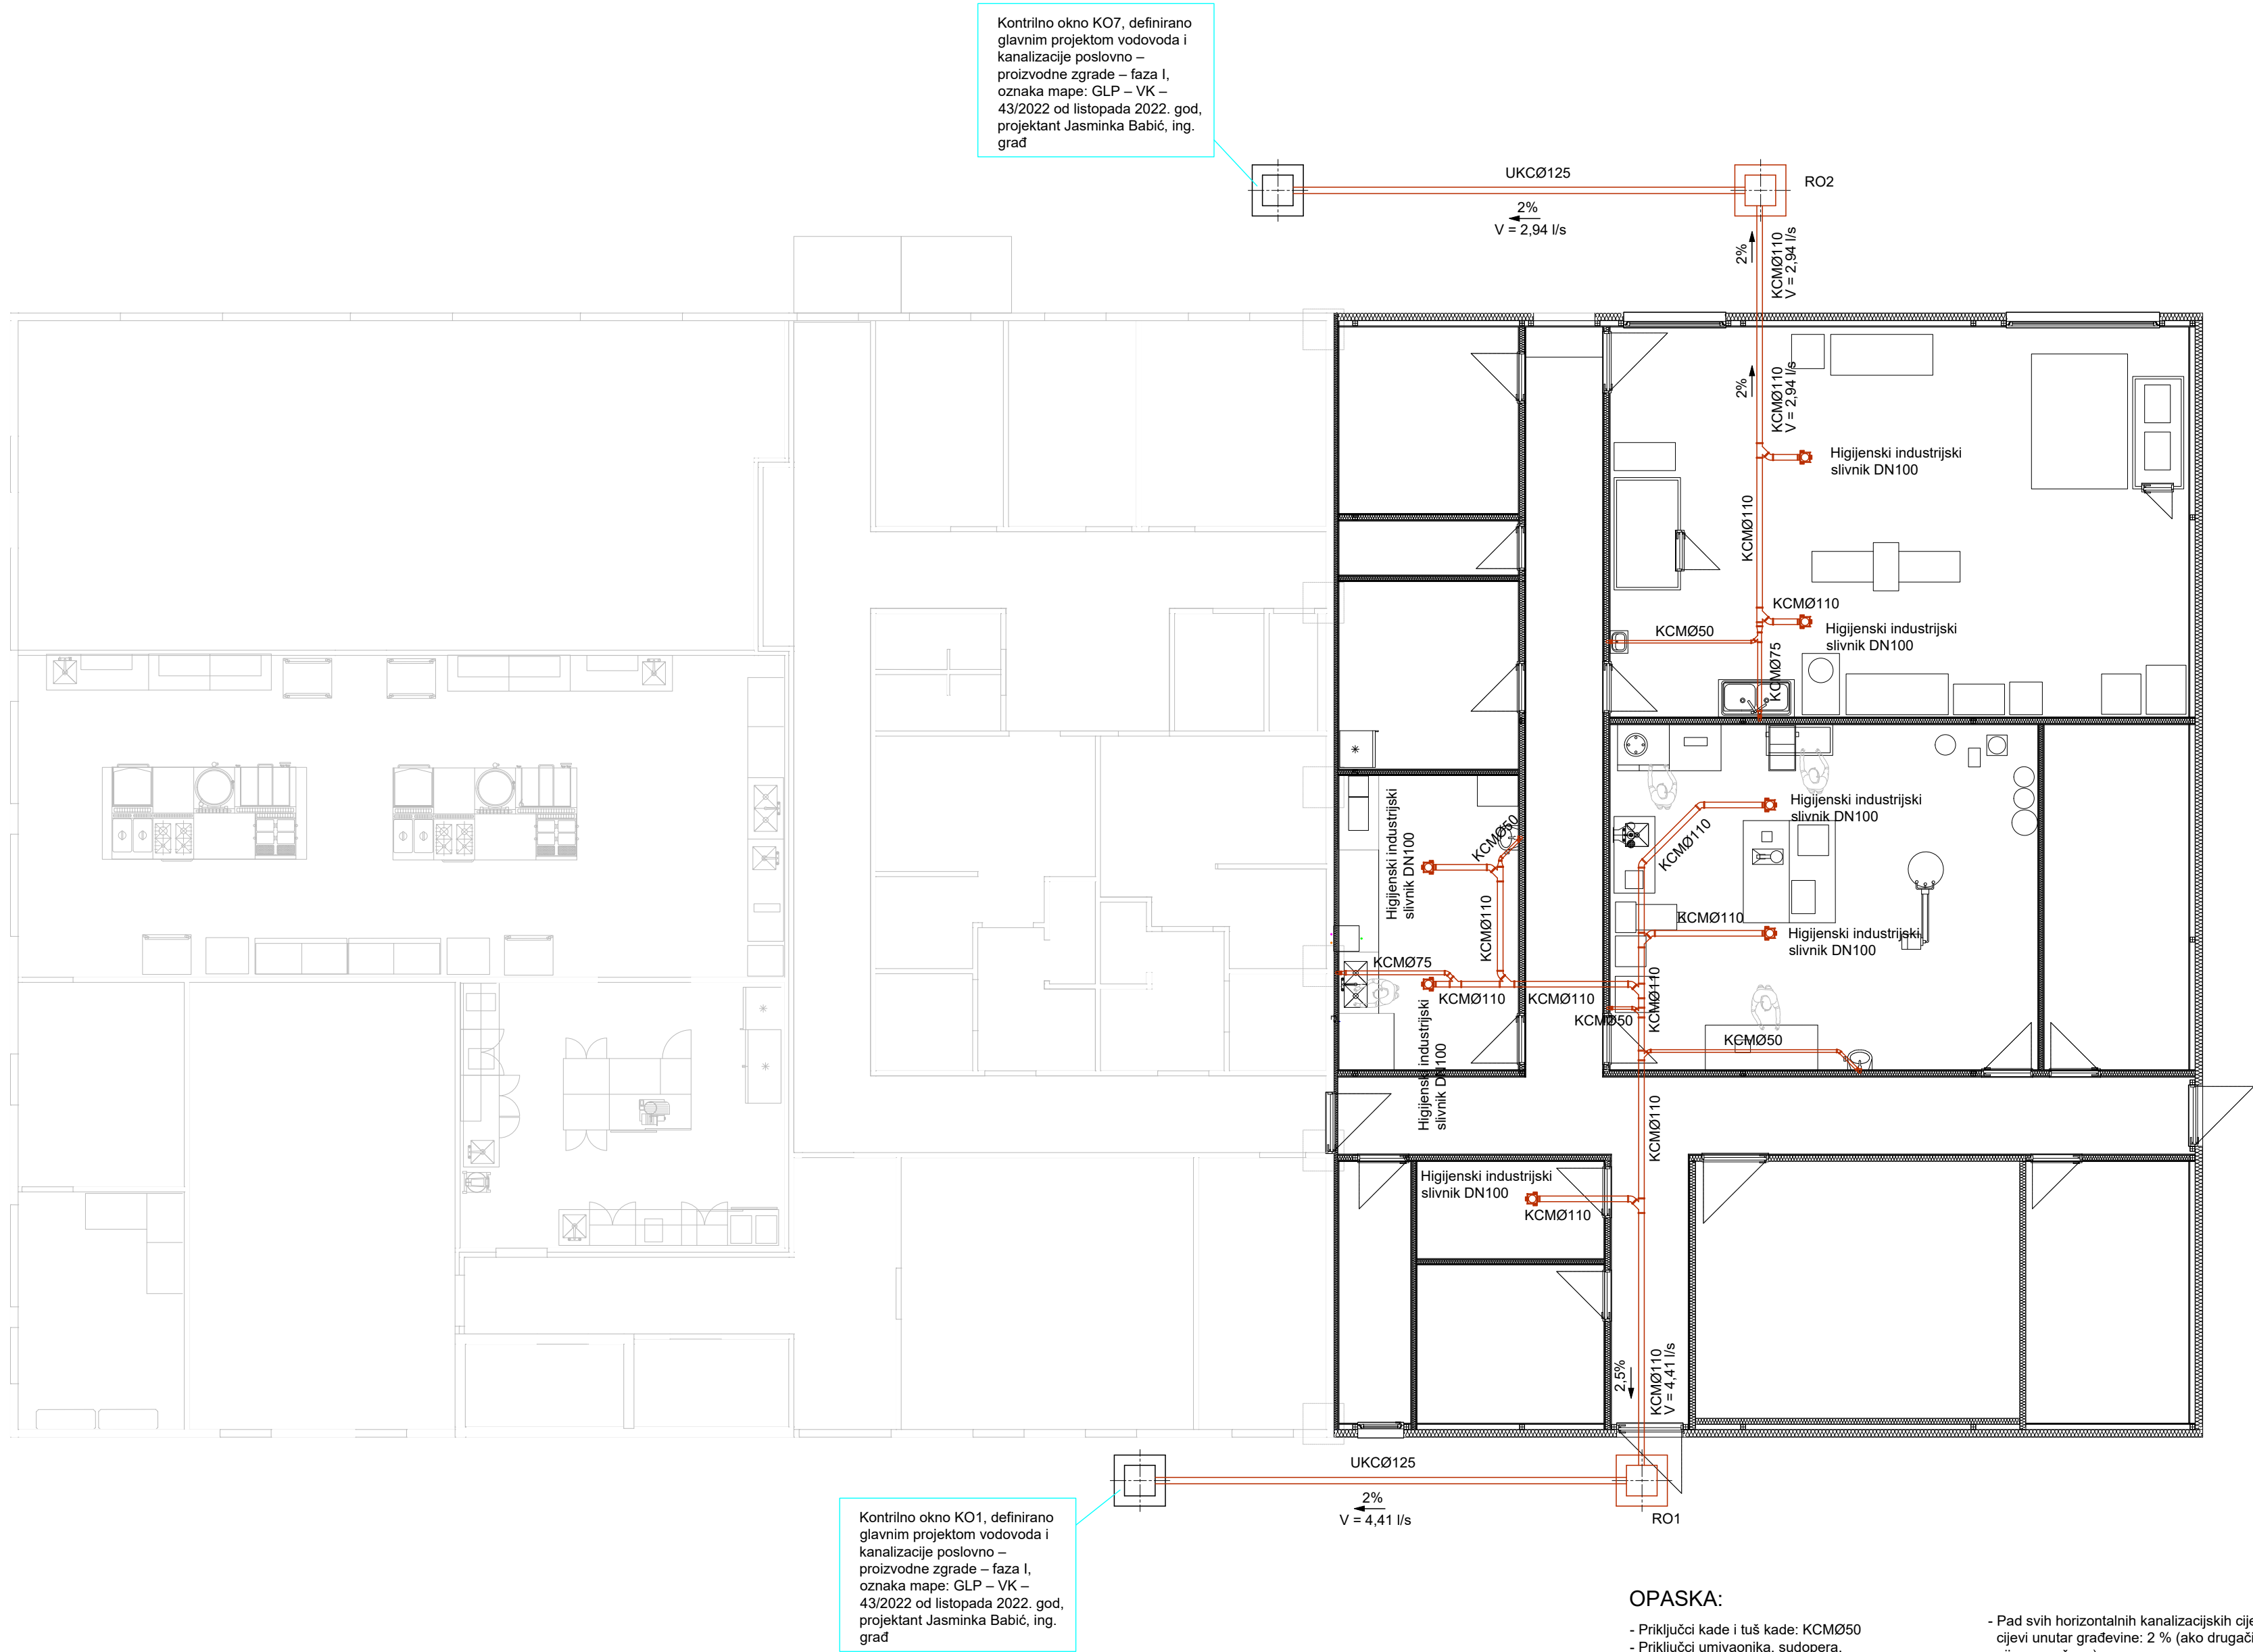 Kontrilno okno KO7, definirano
glavnim projektom vodovoda i
kanalizacije poslovno –
proizvodne zgrade – faza I,
oznaka mape: GLP – VK –
43/2022 od listopada 2022. god,
projektant Jasminka Babić, ing.
građ
UKCØ125
2%
V = 2,94 l/s
RO2
2%
KCMØ110
V = 2,94 l/s
2%
KCMØ110
V = 2,94 l/s
Higijenski industrijski
slivnik DN100
KCMØ110
KCMØ110
Higijenski industrijski
slivnik DN100
KCMØ50
KCMØ75
Higijenski industrijski
slivnik DN100
KCMØ50
KCMØ110
Higijenski industrijski
slivnik DN100
KCMØ110
KCMØ110
Higijenski industrijski
slivnik DN100
KCMØ75
KCMØ110
KCMØ110
KCMØ110
KCMØ50
KCMØ50
Higijenski industrijski
slivnik DN100
KCMØ110
Higijenski industrijski
slivnik DN100
KCMØ110
2,5%
KCMØ110
V = 4,41 l/s
UKCØ125
2%
V = 4,41 l/s
RO1
Kontrilno okno KO1, definirano
glavnim projektom vodovoda i
kanalizacije poslovno –
proizvodne zgrade – faza I,
oznaka mape: GLP – VK –
43/2022 od listopada 2022. god,
projektant Jasminka Babić, ing.
građ
OPASKA:
- Priključci kade i tuš kade: KCMØ50
- Priključci umivaonika, sudopera,
- Pad svih horizontalnih kanalizacijskih cije
cijevi unutar građevine: 2 % (ako drugači